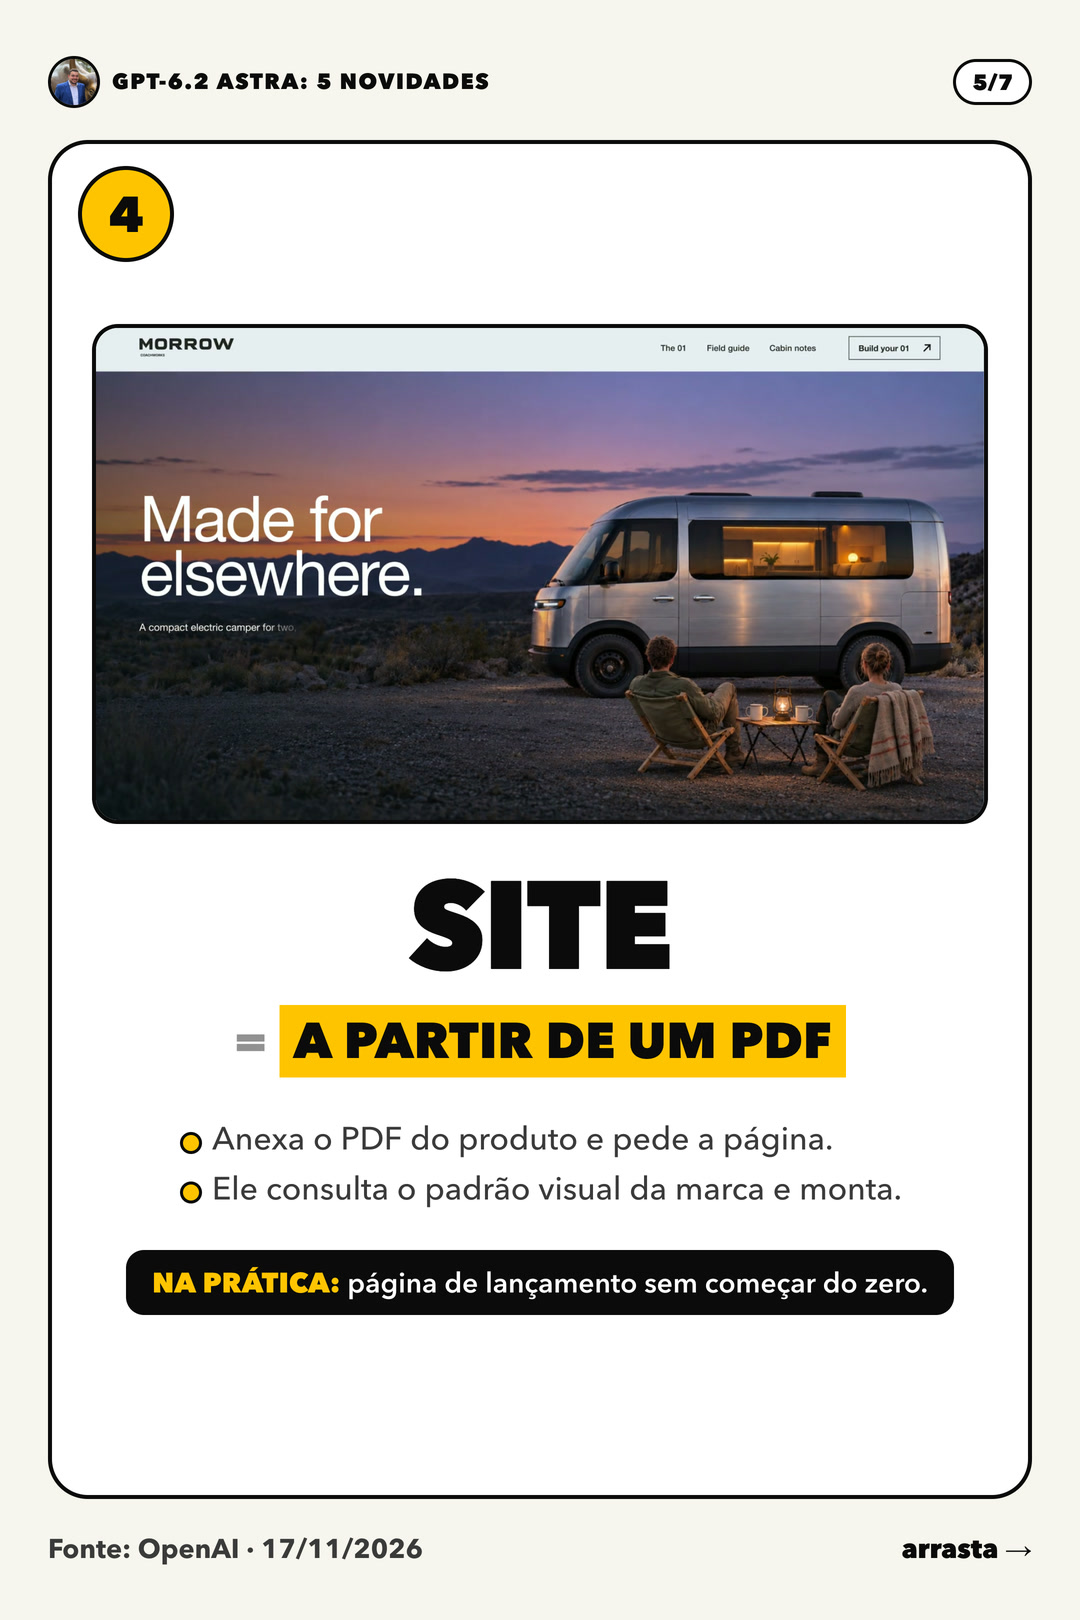 GPT-6.2 ASTRA: 5 NOVIDADES
5/7
4
MORROW
COACHWORKS
The 01
Field guide
Cabin notes
Build your 01
Made for
elsewhere.
A compact electric camper for two.
SITE
= A PARTIR DE UM PDF
Anexa o PDF do produto e pede a página.
Ele consulta o padrão visual da marca e monta.
NA PRÁTICA: página de lançamento sem começar do zero.
Fonte: OpenAI · 17/11/2026
arrasta →